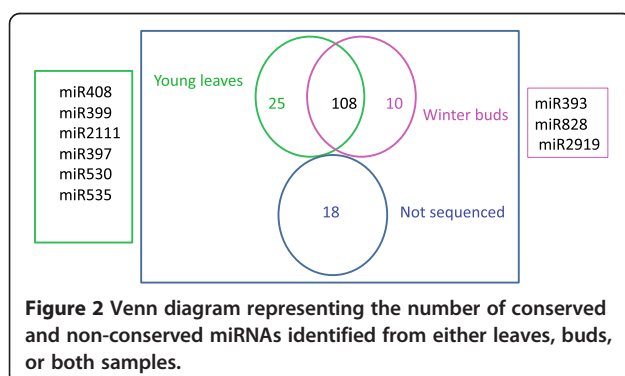 miR408
miR399
miR2111
miR397
miR530
miR535
Young leaves
25
108
10
Winter buds
18
Not sequenced
miR393
miR828
miR2919
Figure 2 Venn diagram representing the number of conserved
and non-conserved miRNAs identified from either leaves, buds,
or both samples.